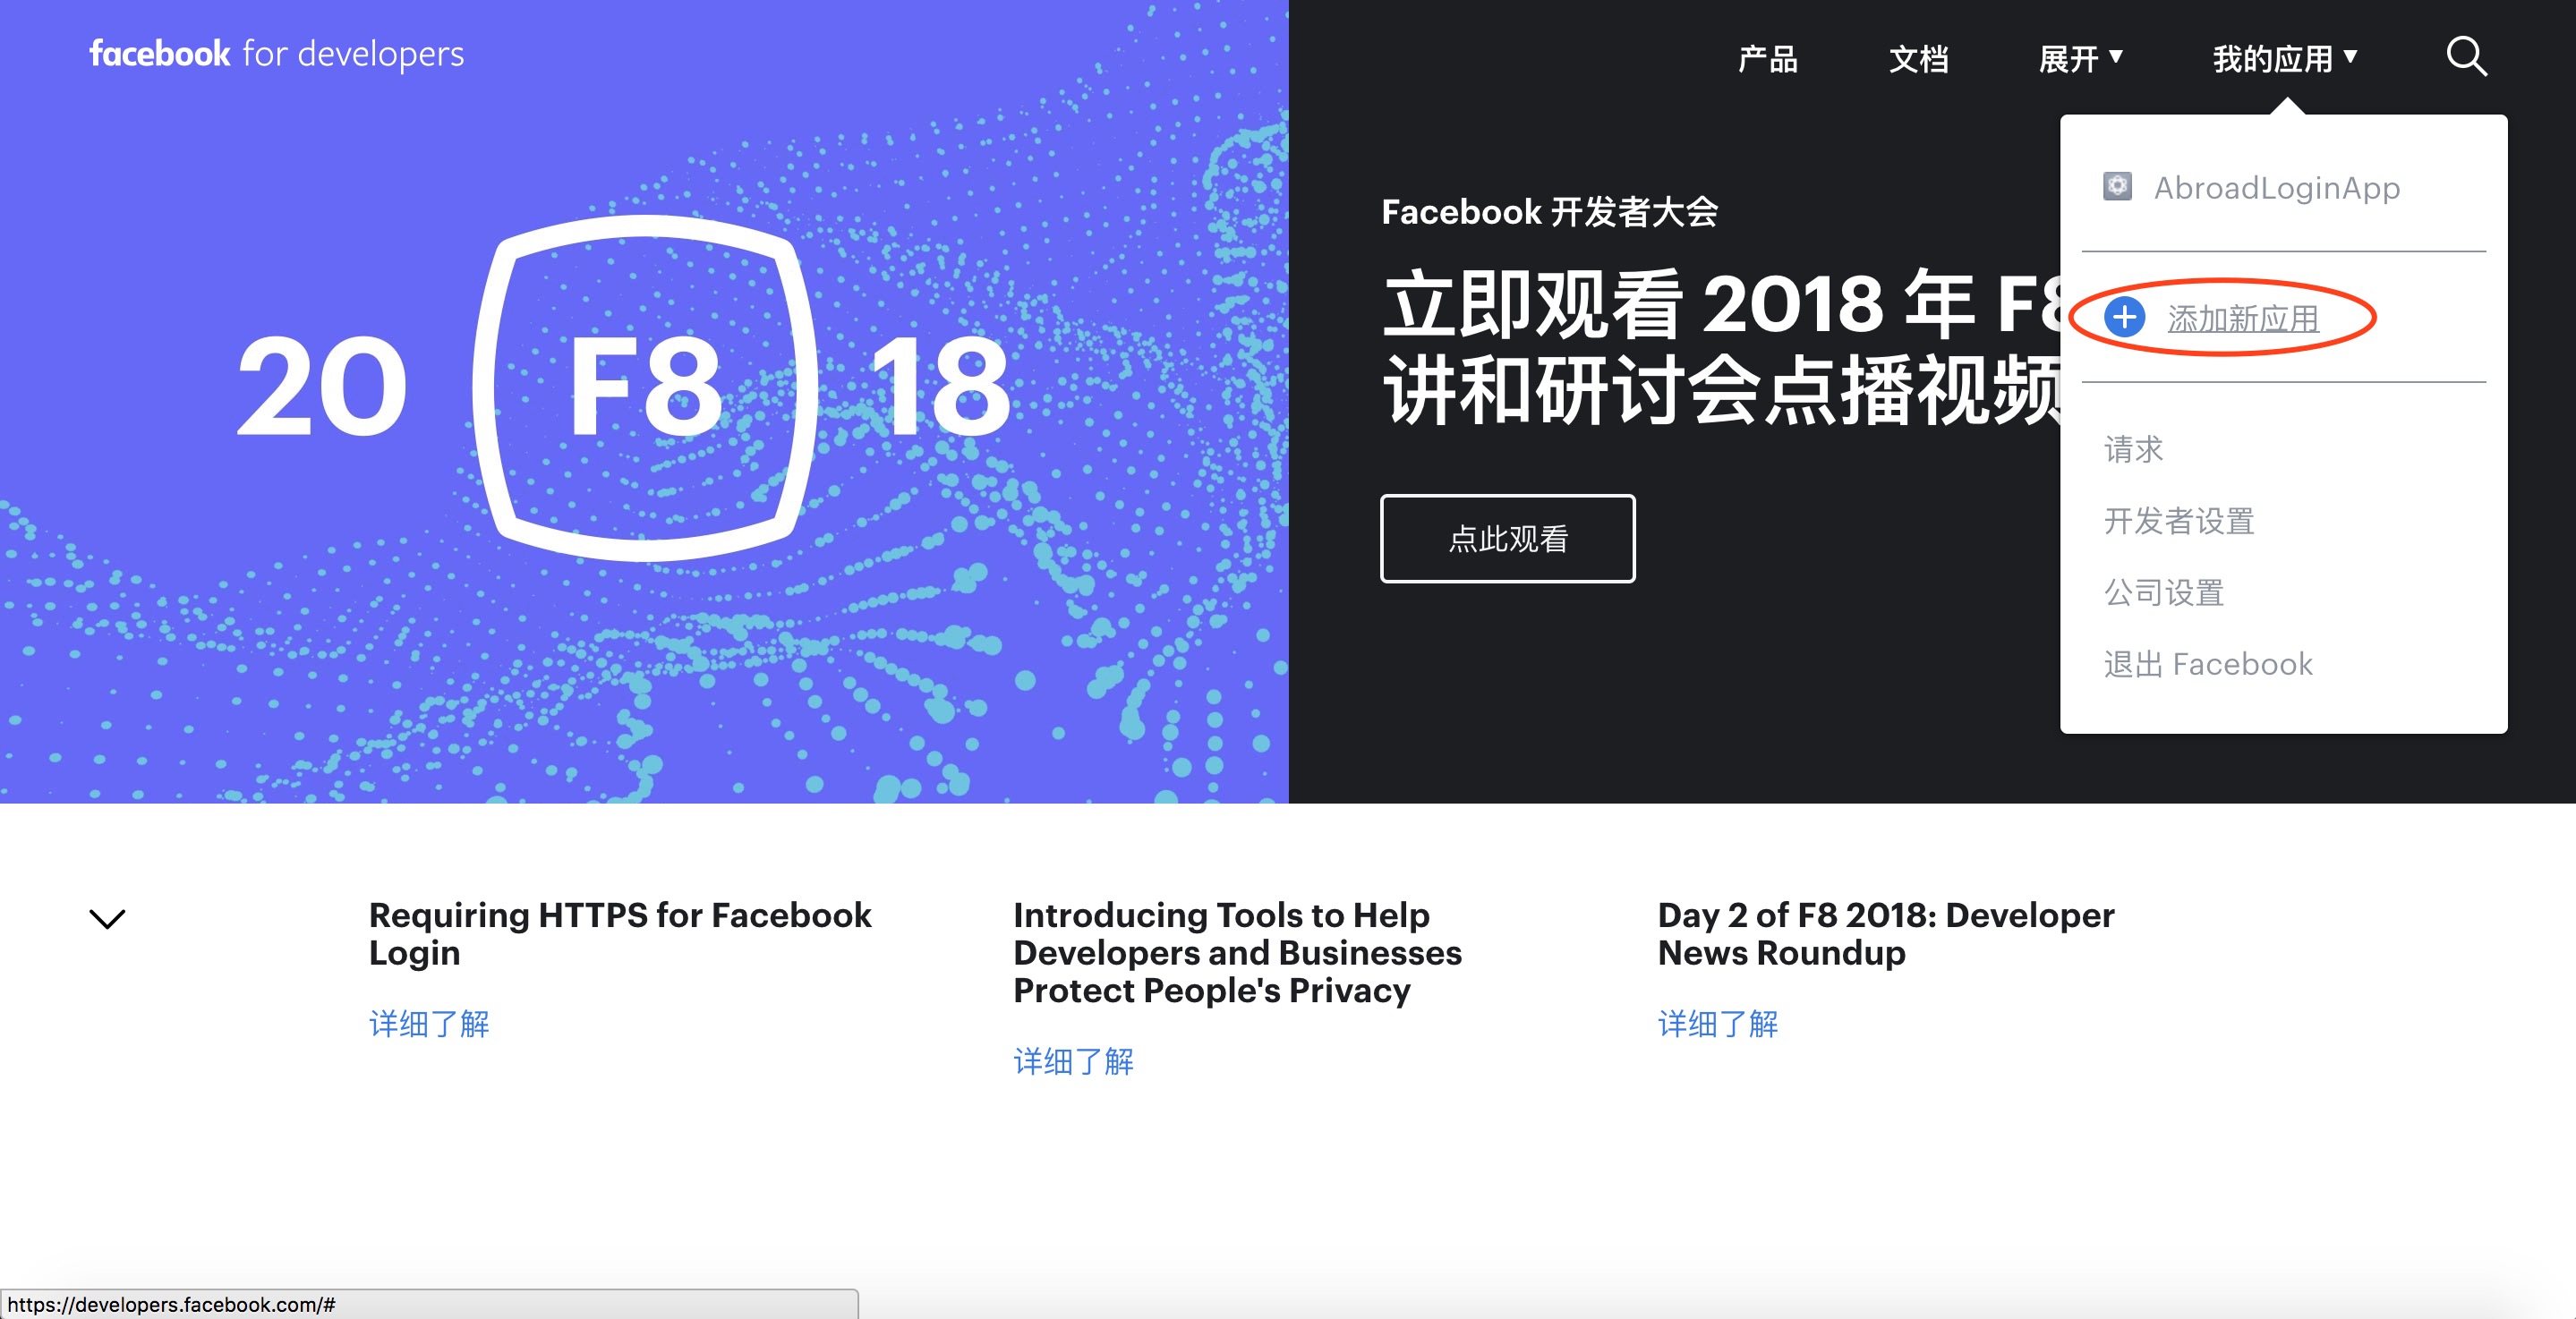 facebook for developers
产品
文档
展开
我的应用
20 F8 18
Facebook 开发者大会
立即观看 2018 年 F8
讲和研讨会点播视频
点此观看
AbroadLoginApp
添加新应用
请求
开发者设置
公司设置
退出 Facebook
Requiring HTTPS for Facebook
Login
详细了解
Introducing Tools to Help
Developers and Businesses
Protect People's Privacy
详细了解
Day 2 of F8 2018: Developer
News Roundup
详细了解
https://developers.facebook.com/#